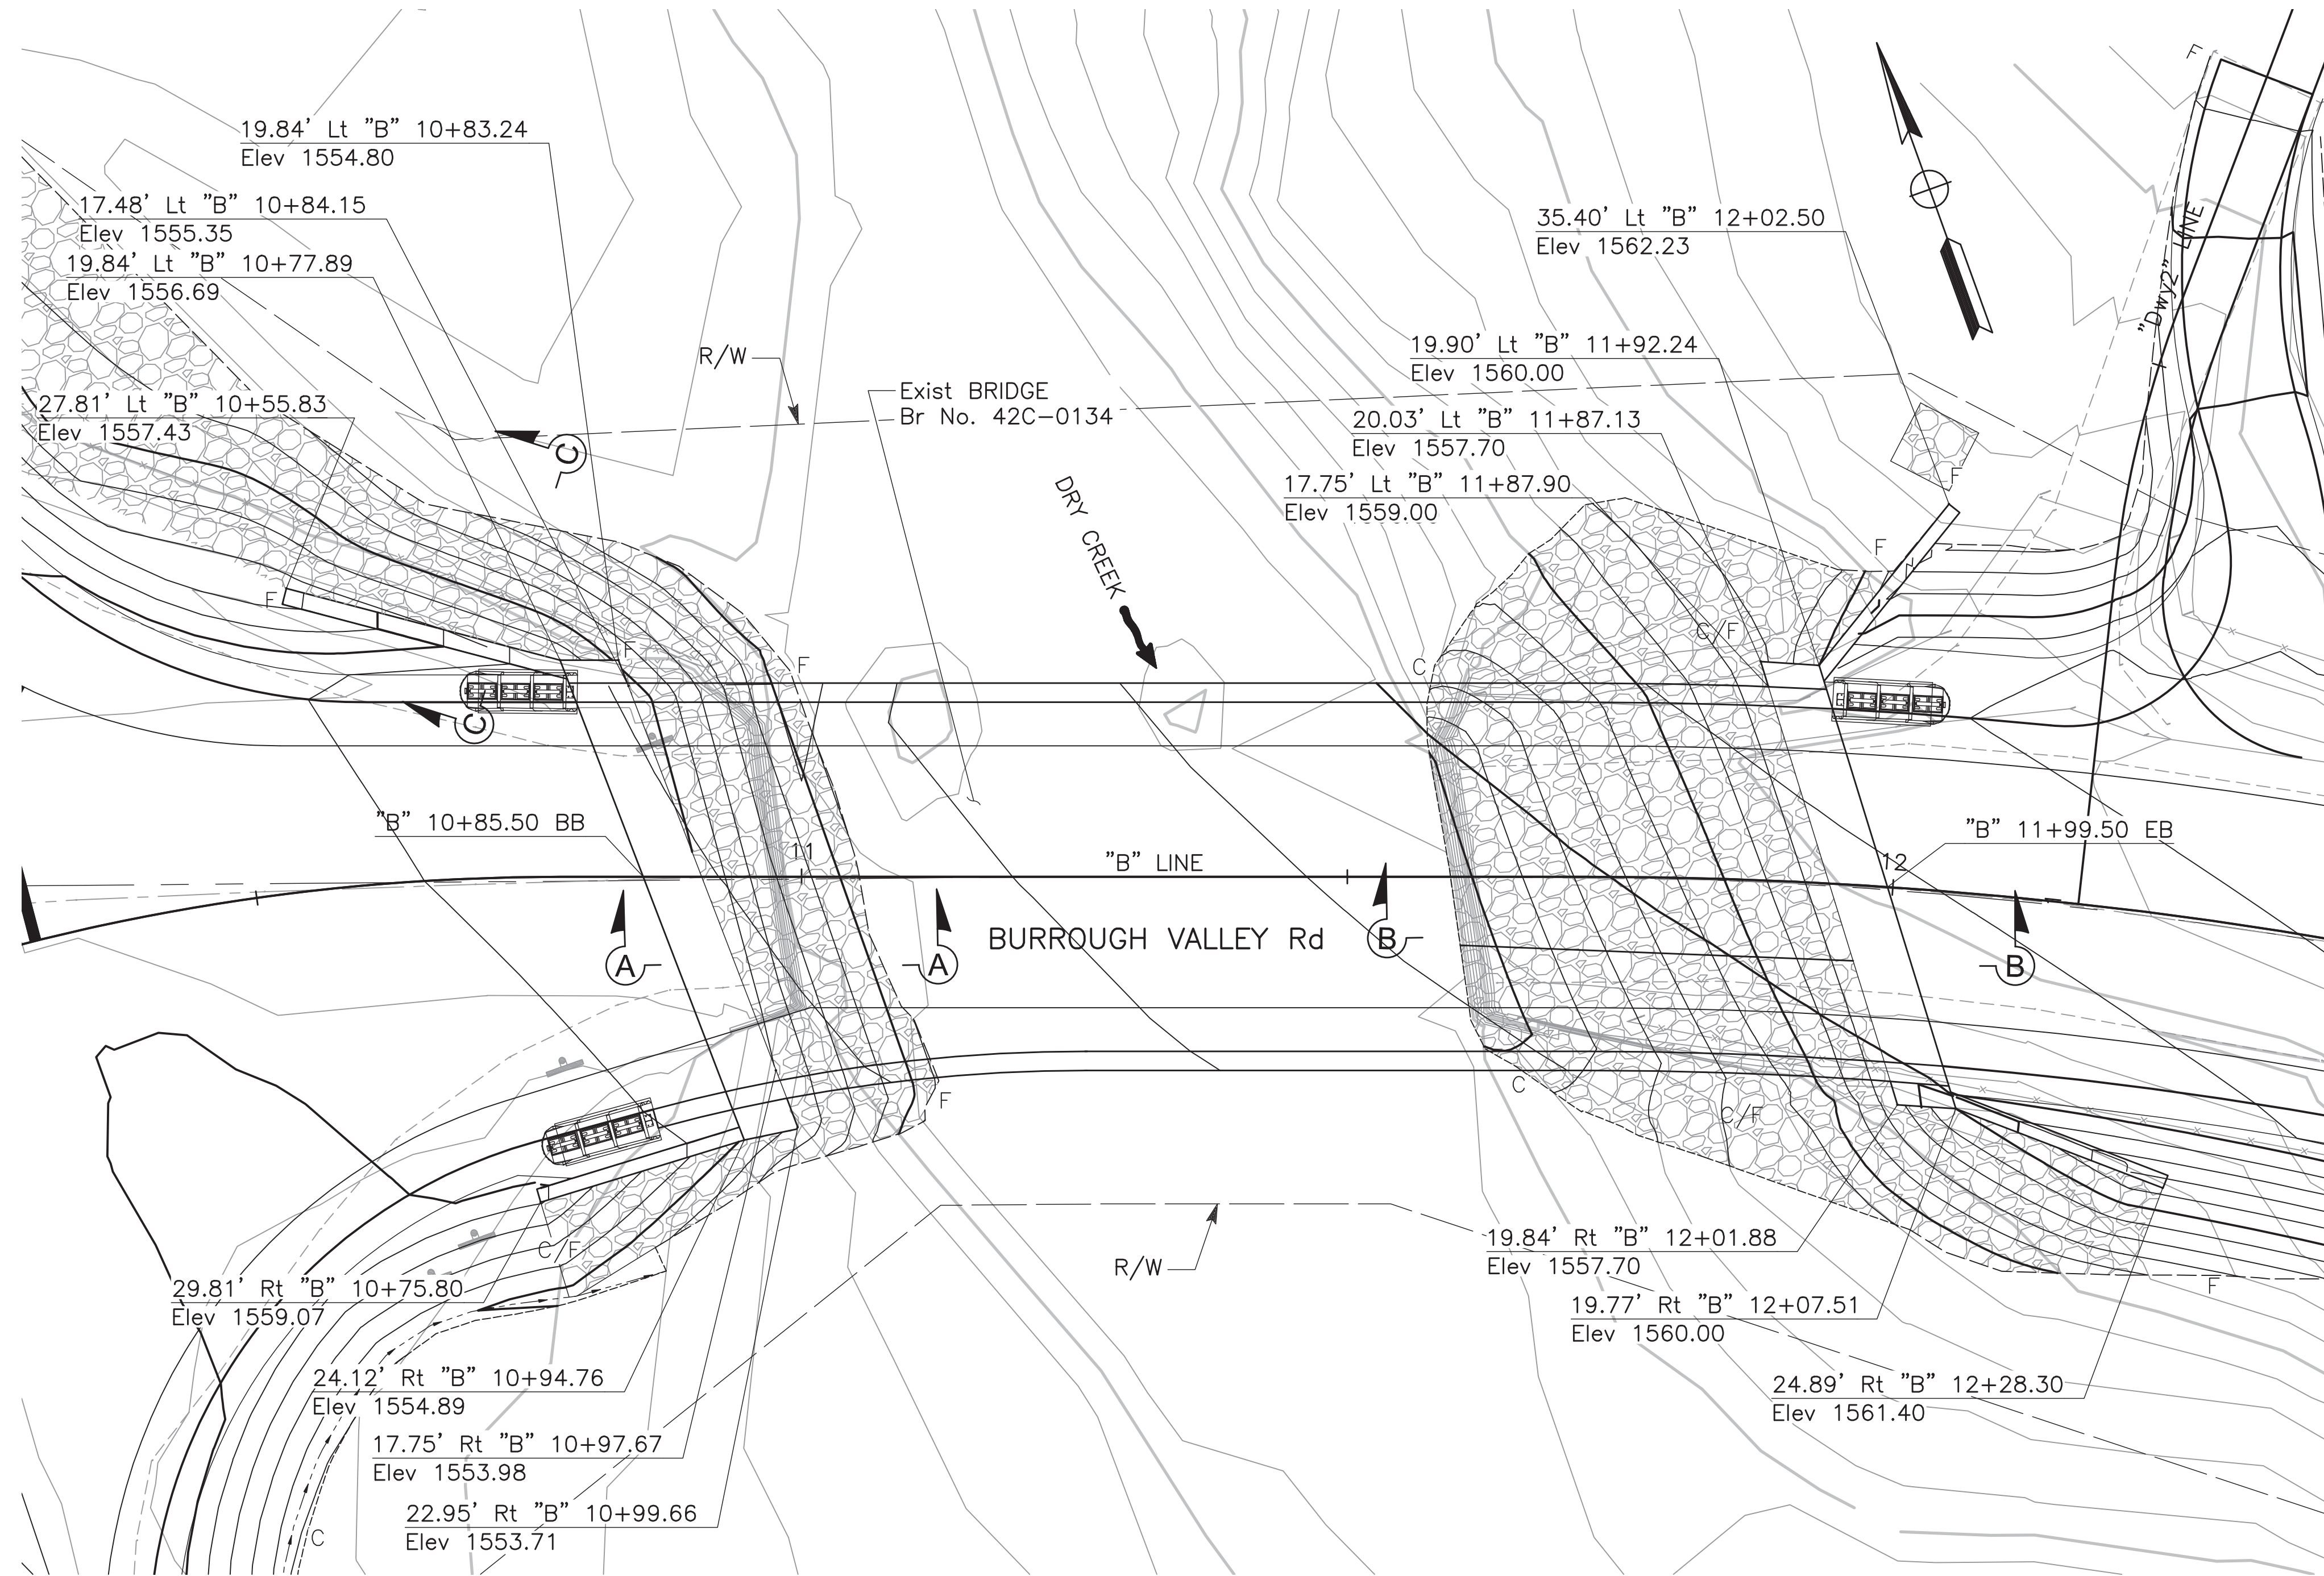 F
19.84' Lt "B" 10+83.24
Elev 1554.80
17.48' Lt "B" 10+84.15
Elev 1555.35
35.40' Lt "B" 12+02.50
Elev 1562.23
"Dwy2" LINE
19.84' Lt "B" 10+77.89
Elev 1556.69
R/W
19.90' Lt "B" 11+92.24
Elev 1560.00
Exist BRIDGE
Br No. 42C-0134
27.81' Lt "B" 10+55.83
Elev 1557.43
20.03' Lt "B" 11+87.13
Elev 1557.70
C
17.75' Lt "B" 11+87.90
Elev 1559.00
F
DRY CREEK
F
F
F
C/F
F
C
C
"B" 10+85.50 BB
"B" 11+99.50 EB
11
"B" LINE
12
A
A
BURROUGH VALLEY Rd
B
B
C
F
C/F
C/F
R/W
19.84' Rt "B" 12+01.88
Elev 1557.70
F
29.81' Rt "B" 10+75.80
Elev 1559.07
19.77' Rt "B" 12+07.51
Elev 1560.00
24.12' Rt "B" 10+94.76
Elev 1554.89
24.89' Rt "B" 12+28.30
Elev 1561.40
17.75' Rt "B" 10+97.67
Elev 1553.98
22.95' Rt "B" 10+99.66
Elev 1553.71
C